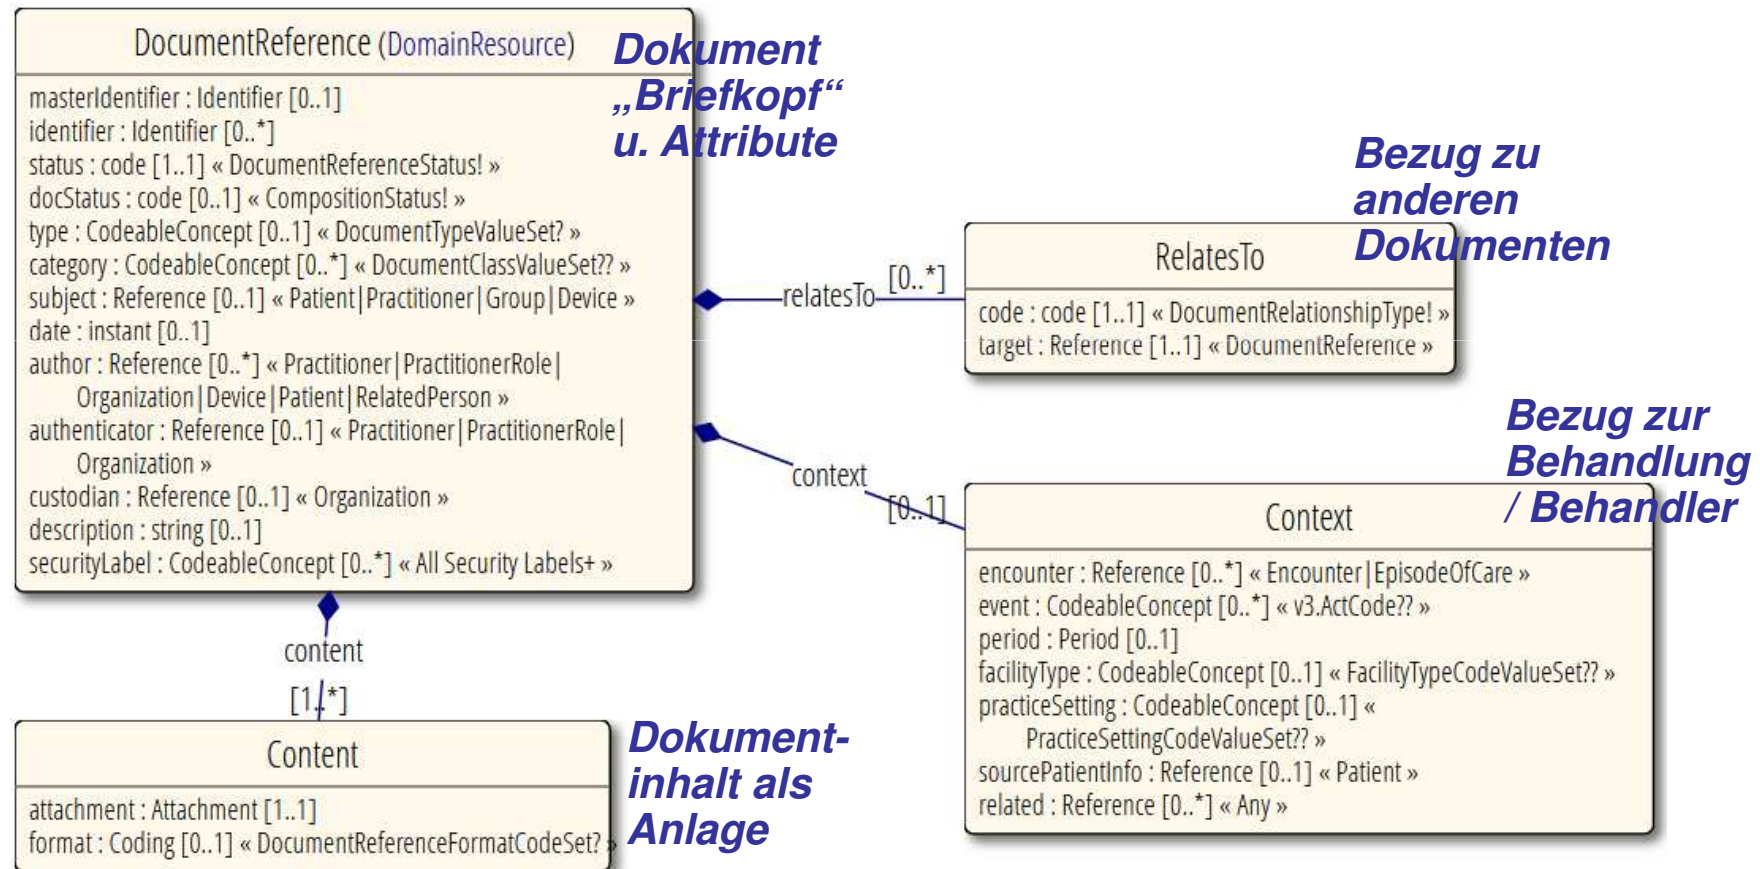 DocumentReference (DomainResource)
masterIdentifier : Identifier [0..1]
identifier : Identifier [0..*]
status : code [1..1] « DocumentReferenceStatus! »
docStatus : code [0..1] « CompositionStatus! »
type : CodeableConcept [0..1] « DocumentTypeValueSet? »
category : CodeableConcept [0..*] « DocumentClassValueSet?? »
subject : Reference [0..1] « Patient|Practitioner|Group|Device »
date : instant [0..1]
author : Reference [0..*] « Practitioner|PractitionerRole|
Organization|Device|Patient|RelatedPerson »
authenticator : Reference [0..1] « Practitioner|PractitionerRole|
Organization »
custodian : Reference [0..1] « Organization »
description : string [0..1]
securityLabel : CodeableConcept [0..*] « All Security Labels+ »
Dokument
„Briefkopf“
u. Attribute
relatesTo
[0..*]
Bezug zu
anderen
Dokumenten
RelatesTo
code : code [1..1] « DocumentRelationshipType! »
target : Reference [1..1] « DocumentReference »
context
[0..1]
Bezug zur
Behandlung
/ Behandler
Context
encounter : Reference [0..*] « Encounter|EpisodeOfCare »
event : CodeableConcept [0..*] « v3.ActCode?? »
period : Period [0..1]
facilityType : CodeableConcept [0..1] « FacilityTypeCodeValueSet?? »
practiceSetting : CodeableConcept [0..1] «
PracticeSettingCodeValueSet?? »
sourcePatientInfo : Reference [0..1] « Patient »
related : Reference [0..*] « Any »
content
[1..*]
Content
attachment : Attachment [1..1]
format : Coding [0..1] « DocumentReferenceFormatCodeSet? »
Dokument-
inhalt als
Anlage